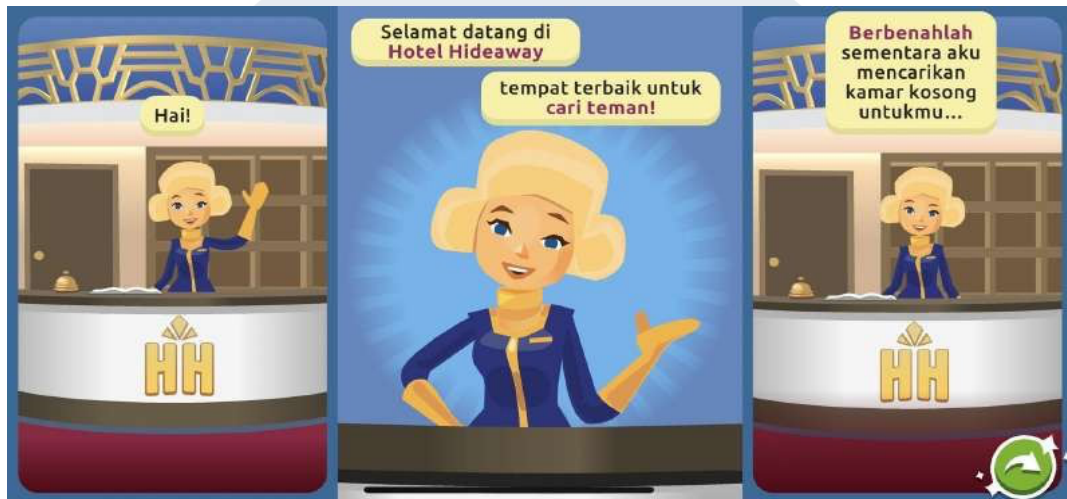 Hai!
HH
Selamat datang di
Hotel Hideaway
tempat terbaik untuk
cari teman!
Berbenahlah
sementara aku
mencarikan
kamar kosong
untukmu...
HH